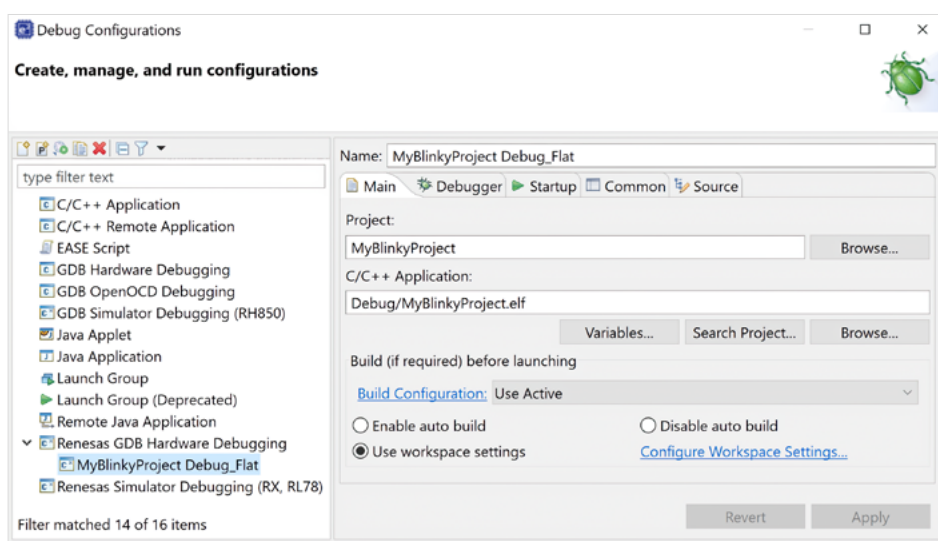 Debug Configurations
Create, manage, and run configurations
type filter text
C/C++ Application
C/C++ Remote Application
EASE Script
GDB Hardware Debugging
GDB OpenOCD Debugging
GDB Simulator Debugging (RH850)
Java Applet
Java Application
Launch Group
Launch Group (Deprecated)
Remote Java Application
Renesas GDB Hardware Debugging
MyBlinkyProject Debug_Flat
Renesas Simulator Debugging (RX, RL78)
Filter matched 14 of 16 items
Name: MyBlinkyProject Debug_Flat
Main Debugger Startup Common Source
Project:
MyBlinkyProject Browse...
C/C++ Application:
Debug/MyBlinkyProject.elf
Variables... Search Project... Browse...
Build (if required) before launching
Build Configuration: Use Active
Enable auto build Disable auto build
Use workspace settings Configure Workspace Settings...
Revert Apply